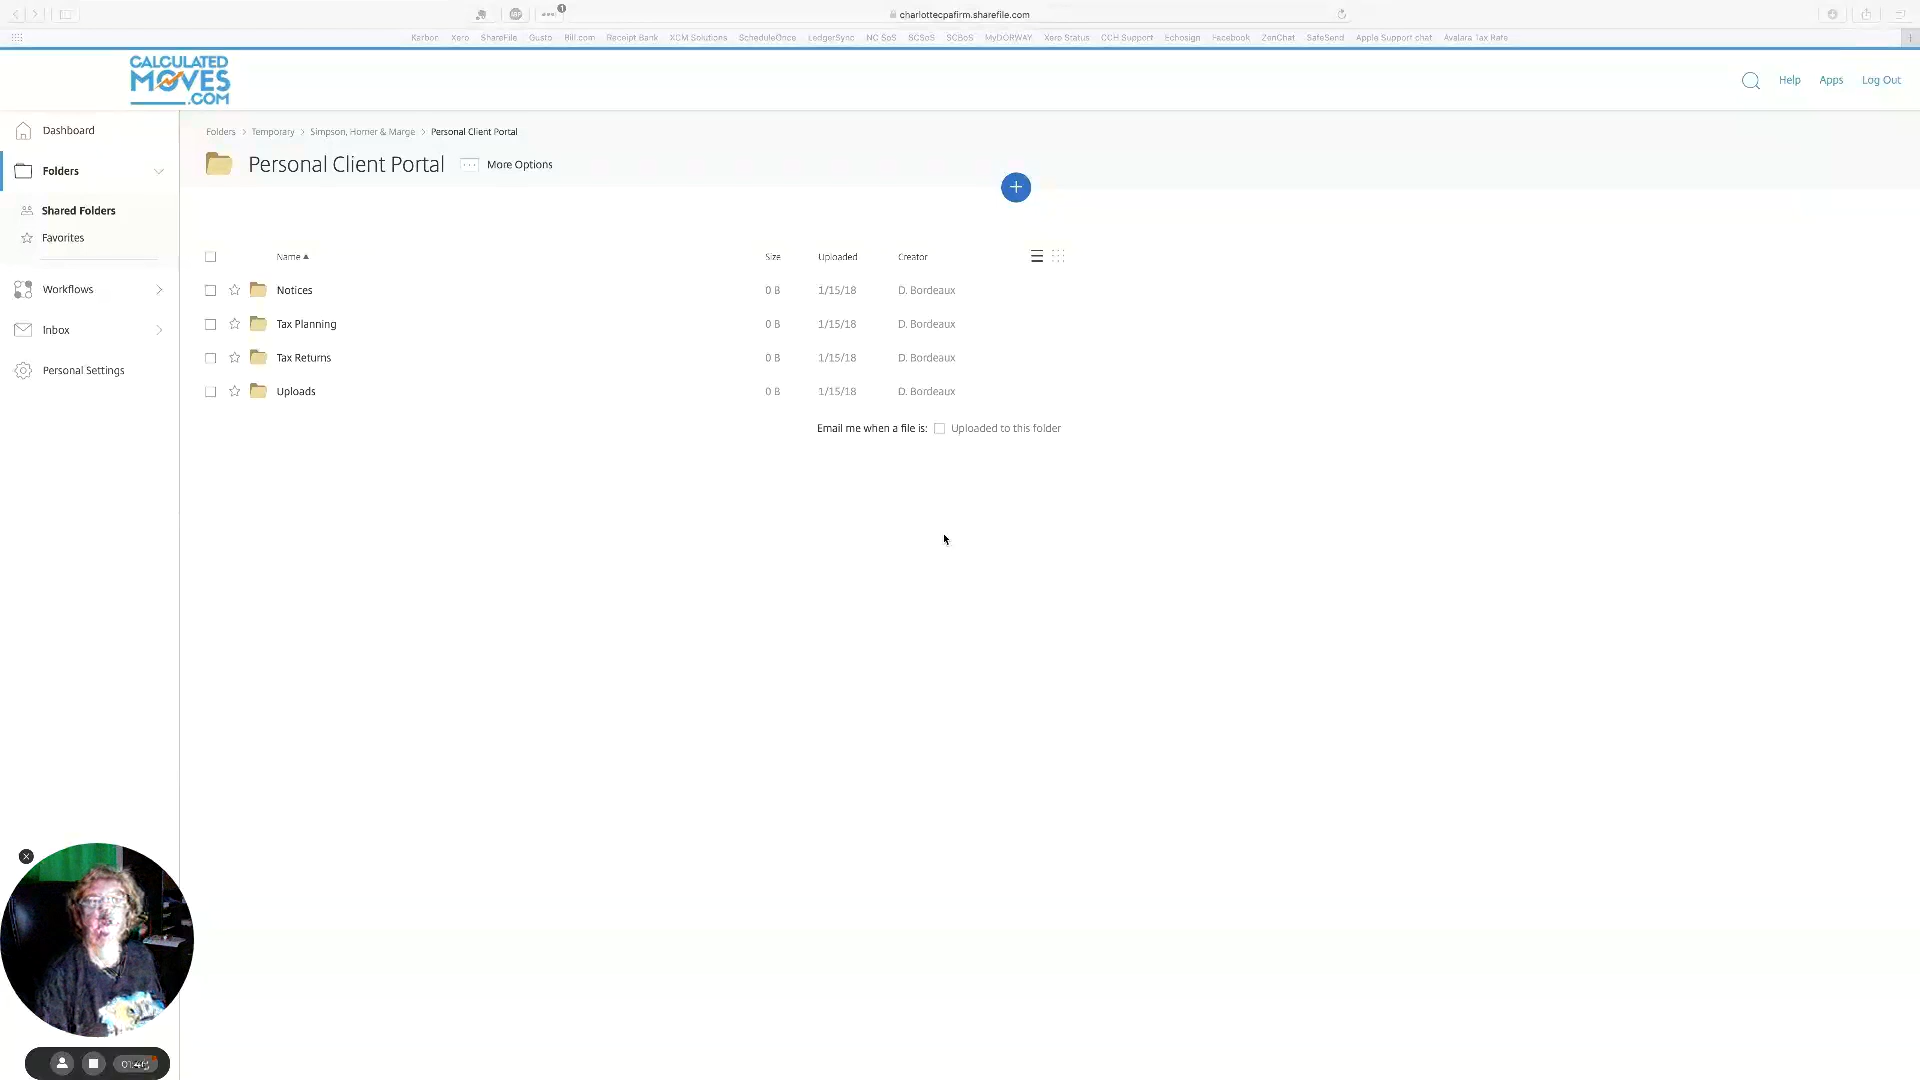 charlottecpafirm.sharefile.com
Karbon Xero ShareFile Gusto Bill.com Receipt Bank XCM Solutions ScheduleOnce LedgerSync NC SoS SCSoS SCBoS MyDORWAY Xero Status CCH Support Echosign Facebook ZenChat SafeSend Apple Support chat Avalara Tax Rate
CALCULATED
MOVES
.COM
Help Apps Log Out
Dashboard
Folders
Shared Folders
Favorites
Workflows
Inbox
Personal Settings
Folders > Temporary > Simpson, Homer & Marge > Personal Client Portal
Personal Client Portal ... More Options
Name Size Uploaded Creator
Notices 0 B 1/15/18 D. Bordeaux
Tax Planning 0 B 1/15/18 D. Bordeaux
Tax Returns 0 B 1/15/18 D. Bordeaux
Uploads 0 B 1/15/18 D. Bordeaux
Email me when a file is: Uploaded to this folder